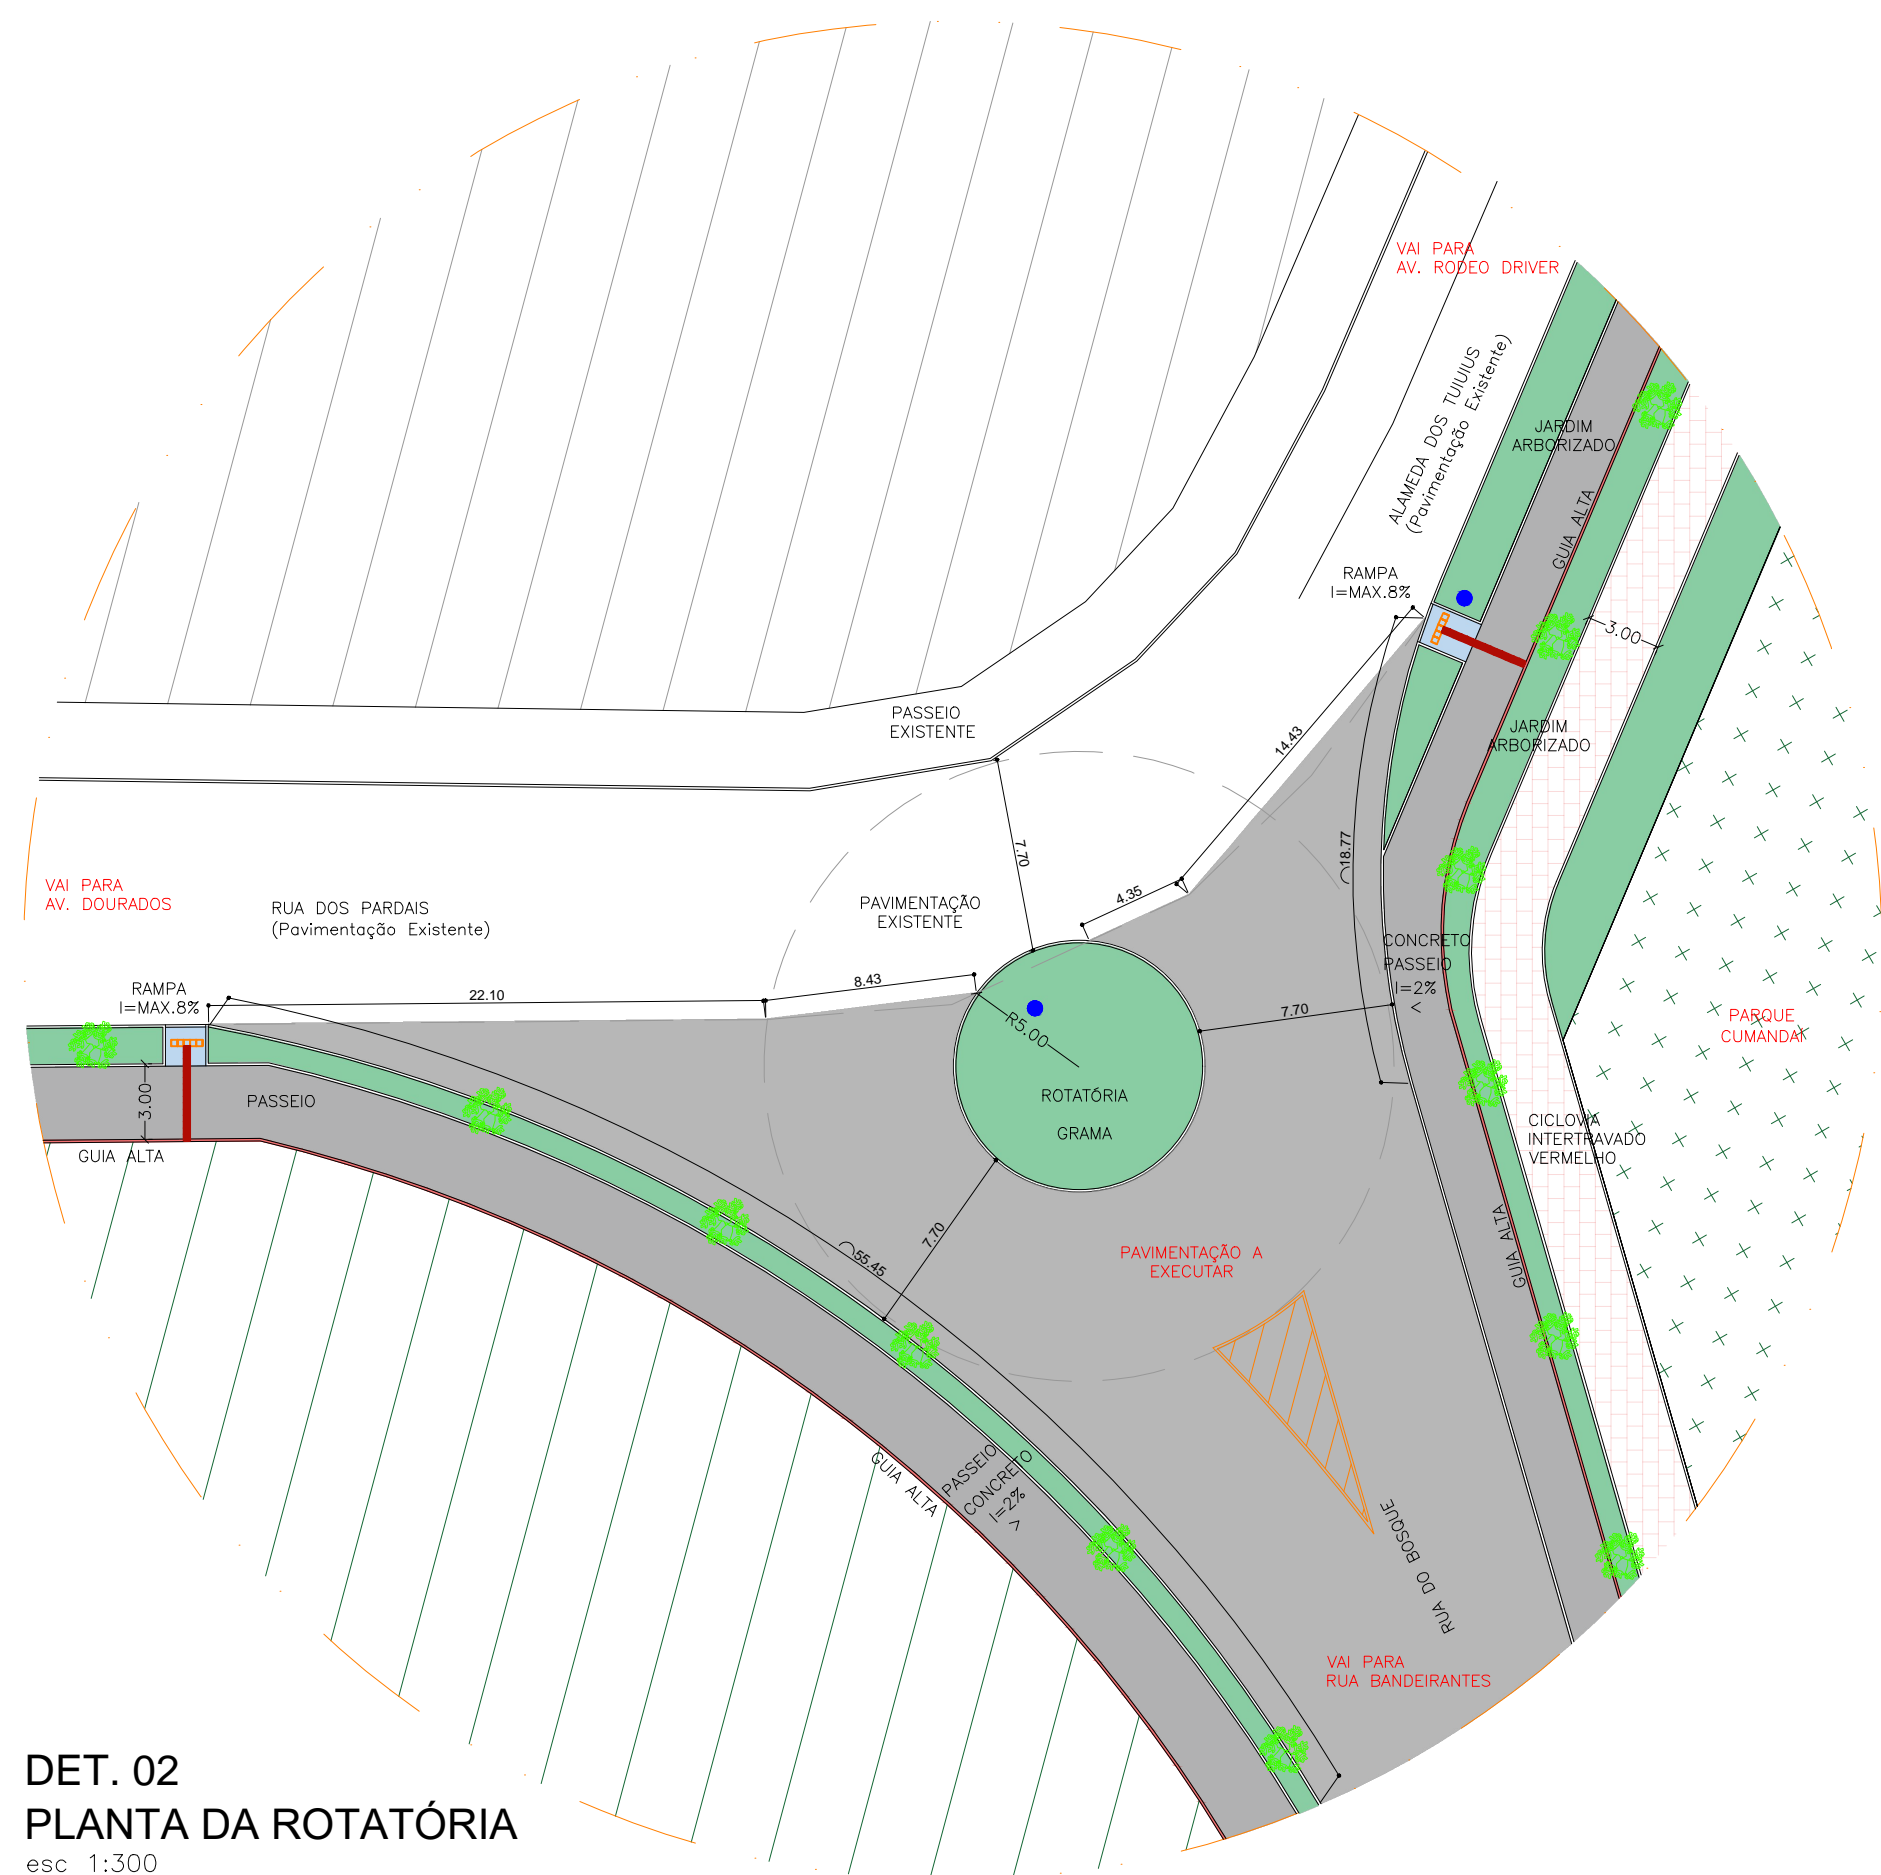 VAI PARA
AV. RODEO DRIVER
ALAMEDA DOS TUIUIUS
(Pavimentação Existente)
JARDIM
ARBORIZADO
GUIA ALTA
RAMPA
I=MAX.8%
3.00
PASSEIO
EXISTENTE
14.43
JARDIM
ARBORIZADO
7.70
18.77
4.35
VAI PARA
AV. DOURADOS
RUA DOS PARDAIS
(Pavimentação Existente)
PAVIMENTAÇÃO
EXISTENTE
CONCRETO
PASSEIO
I=2%
<
RAMPA
I=MAX.8%
22.10
8.43
7.70
R5.00
PARQUE
CUMANDAI
3.00
PASSEIO
ROTATÓRIA
GRAMA
GUIA ALTA
CICLOVIA
INTERTRAVADO
VERMELHO
7.70
55.45
PAVIMENTAÇÃO A
EXECUTAR
GUIA ALTA
GUIA ALTA
PASSEIO
CONCRETO
I=2%
<
RUA DO BOSQUE
VAI PARA
RUA BANDEIRANTES
DET. 02
PLANTA DA ROTATÓRIA
esc 1:300